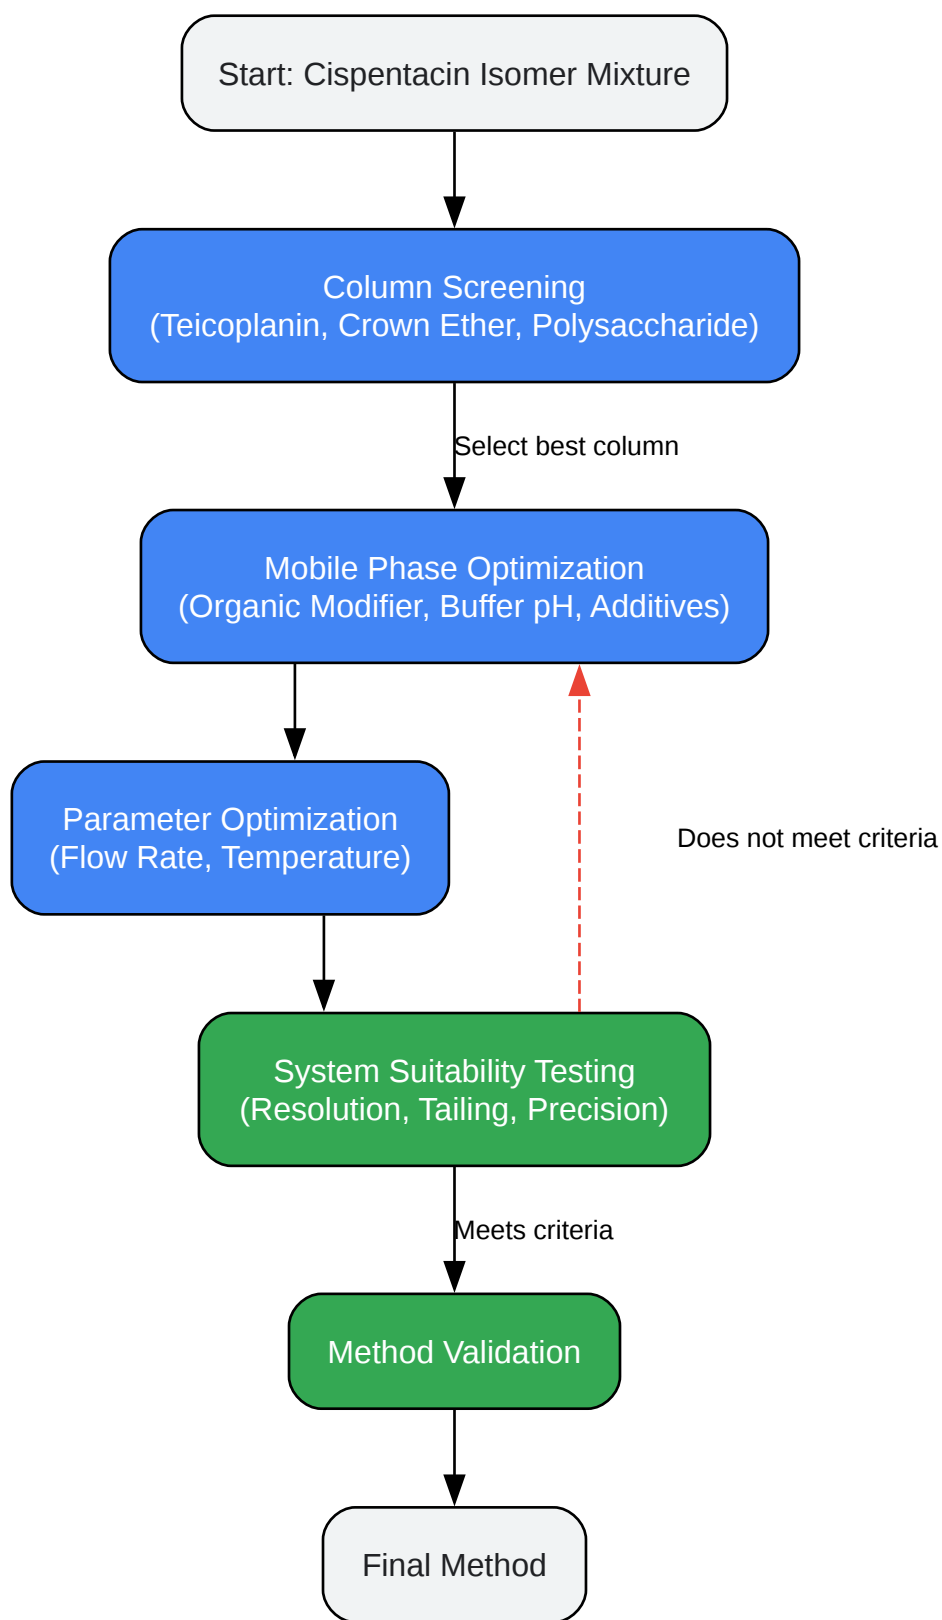 Start: Cispentacin Isomer Mixture
Column Screening
(Teicoplanin, Crown Ether, Polysaccharide)
Select best column
Mobile Phase Optimization
(Organic Modifier, Buffer pH, Additives)
Parameter Optimization
(Flow Rate, Temperature)
Does not meet criteria
System Suitability Testing
(Resolution, Tailing, Precision)
Meets criteria
Method Validation
Final Method